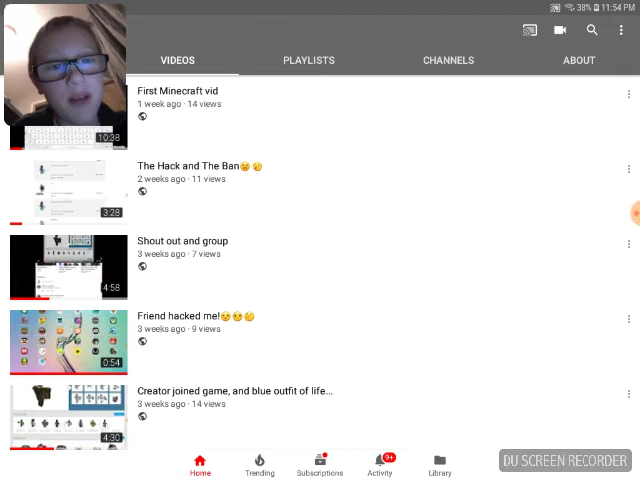 38% 11:54 PM
VIDEOS PLAYLISTS CHANNELS ABOUT
First Minecraft vid
1 week ago · 14 views
10:38
The Hack and The Ban
2 weeks ago · 11 views
3:28
Shout out and group
3 weeks ago · 7 views
4:58
Friend hacked me!
3 weeks ago · 9 views
0:54
Creator joined game, and blue outfit of life...
3 weeks ago · 14 views
4:30
9+
Home Trending Subscriptions Activity Library
DU SCREEN RECORDER